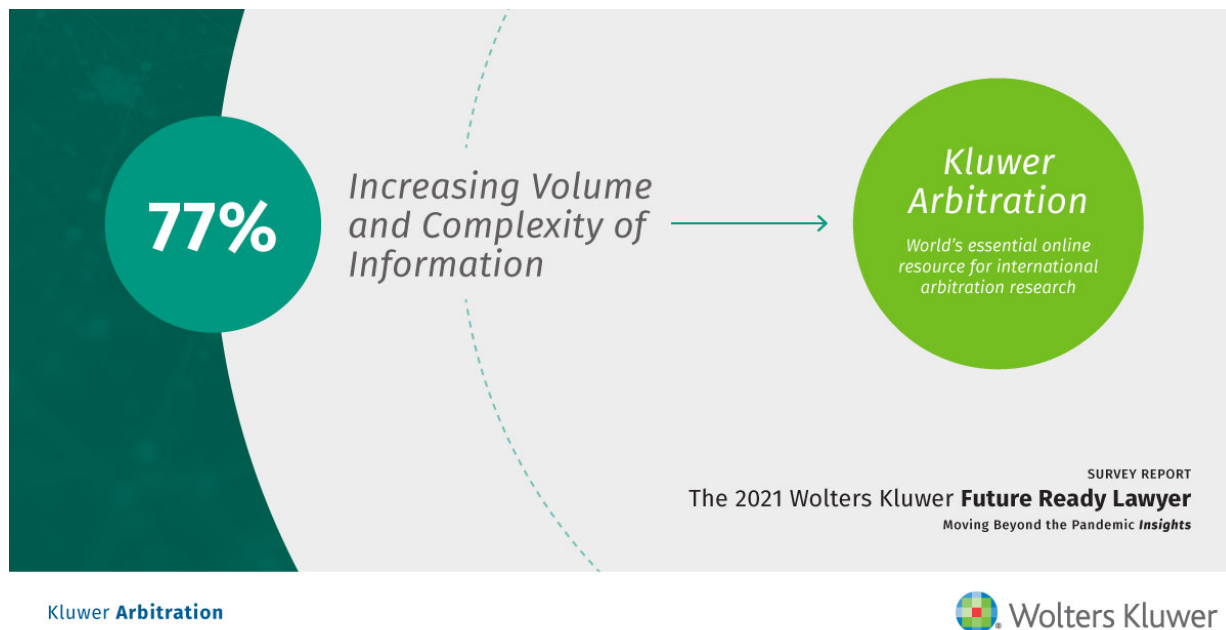 77%
Increasing Volume
and Complexity of
Information
Kluwer
Arbitration
World's essential online
resource for international
arbitration research
SURVEY REPORT
The 2021 Wolters Kluwer Future Ready Lawyer
Moving Beyond the Pandemic Insights
Kluwer Arbitration
Wolters Kluwer